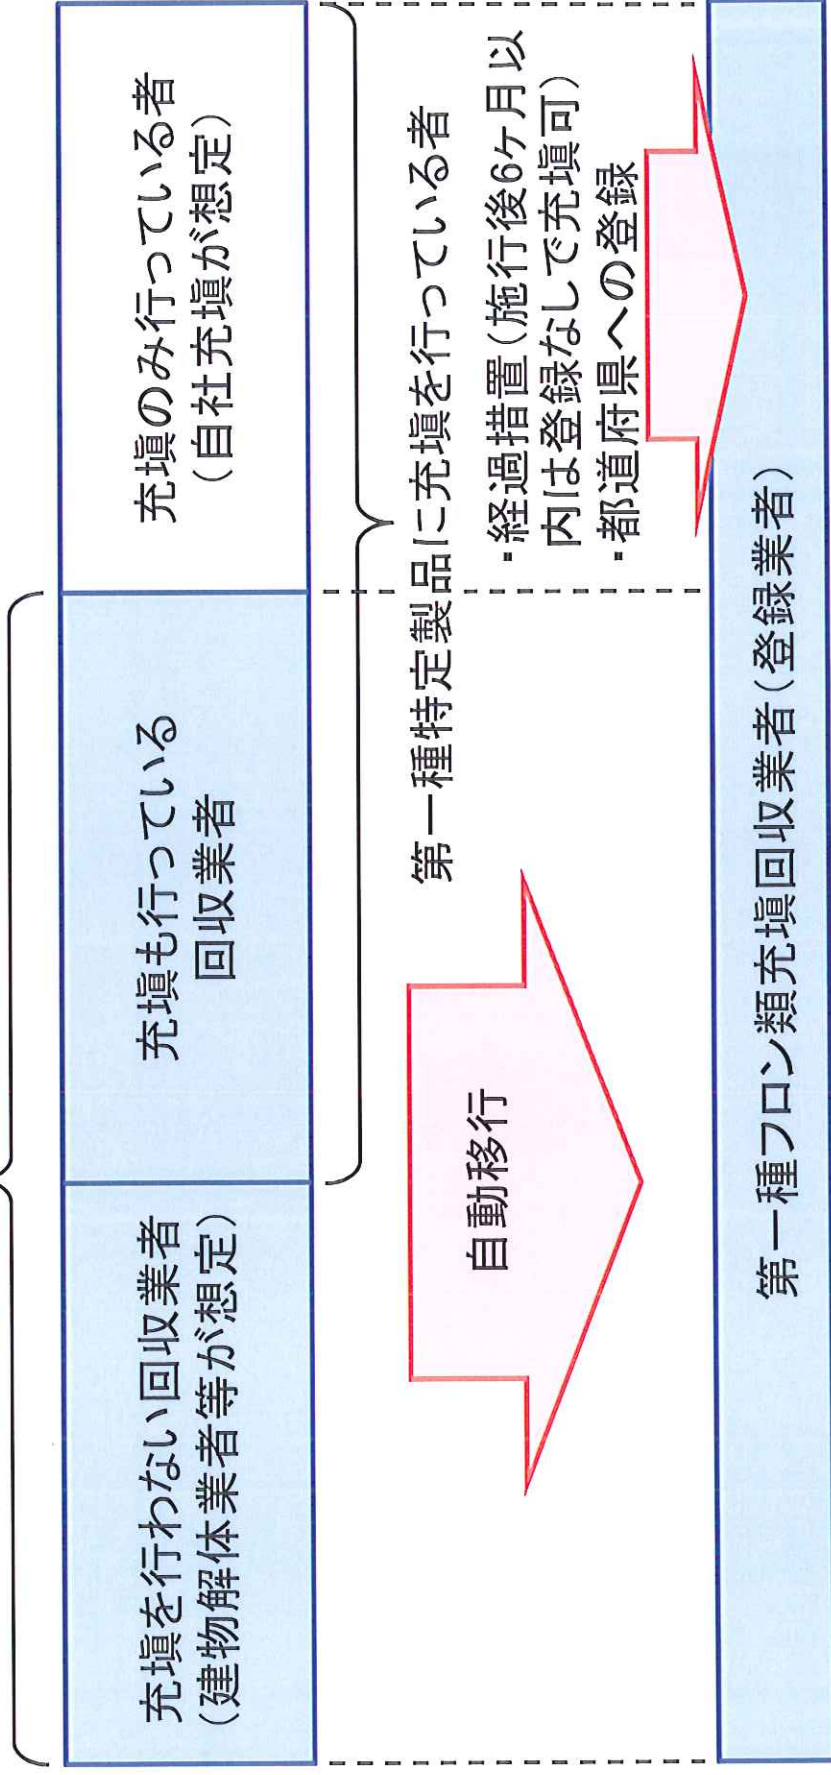 充塡を行わない回収業者
(建物解体業者等が想定)
充塡も行っている
回収業者
充塡のみ行っている者
(自社充塡が想定)
第一種特定製品に充塡を行っている者
自動移行
・経過措置(施行後6ヶ月以
内は登録なしで充塡可)
・都道府県への登録
第一種フロン類充塡回収業者(登録業者)